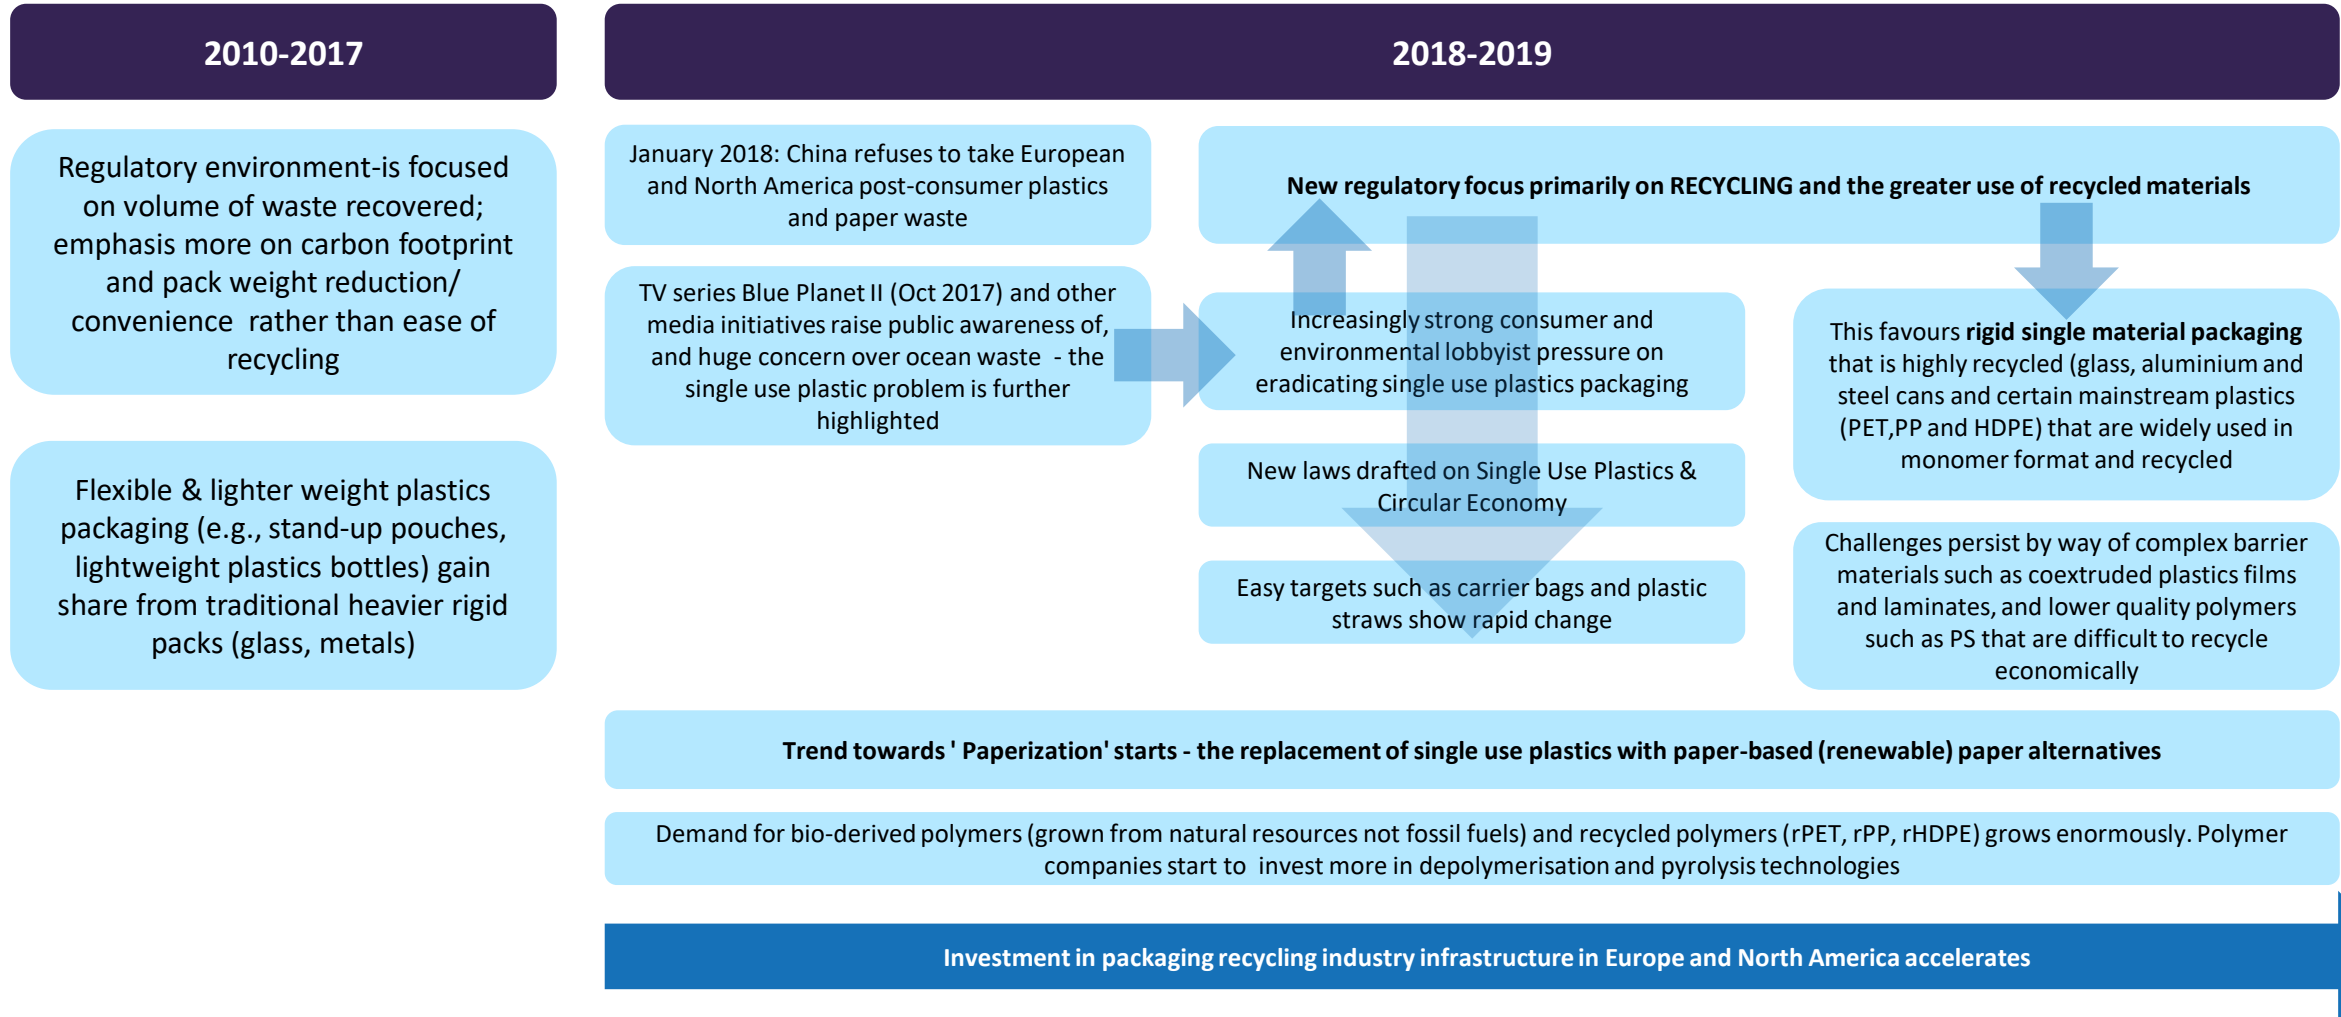 2010-2017
Regulatory environment-is focused
on volume of waste recovered;
emphasis more on carbon footprint
and pack weight reduction/
convenience rather than ease of
recycling
Flexible & lighter weight plastics
packaging (e.g., stand-up pouches,
lightweight plastics bottles) gain
share from traditional heavier rigid
packs (glass, metals)
2018-2019
January 2018: China refuses to take European
and North America post-consumer plastics
and paper waste
TV series Blue Planet II (Oct 2017) and other
media initiatives raise public awareness of,
and huge concern over ocean waste - the
single use plastic problem is further
highlighted
New regulatory focus primarily on RECYCLING and the greater use of recycled materials
Increasingly strong consumer and
environmental lobbyist pressure on
eradicating single use plastics packaging
New laws drafted on Single Use Plastics &
Circular Economy
Easy targets such as carrier bags and plastic
straws show rapid change
This favours rigid single material packaging
that is highly recycled (glass, aluminium and
steel cans and certain mainstream plastics
(PET,PP and HDPE) that are widely used in
monomer format and recycled
Challenges persist by way of complex barrier
materials such as coextruded plastics films
and laminates, and lower quality polymers
such as PS that are difficult to recycle
economically
Trend towards ' Paperization' starts - the replacement of single use plastics with paper-based (renewable) paper alternatives
Demand for bio-derived polymers (grown from natural resources not fossil fuels) and recycled polymers (rPET, rPP, rHDPE) grows enormously. Polymer
companies start to invest more in depolymerisation and pyrolysis technologies
Investment in packaging recycling industry infrastructure in Europe and North America accelerates